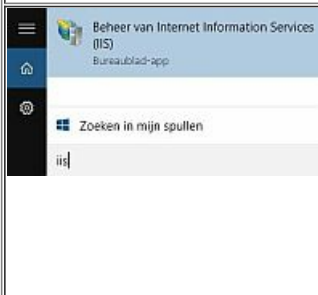 Beheer van Internet Information Services
(IIS)
Bureaublad-app
Zoeken in mijn spullen
iis